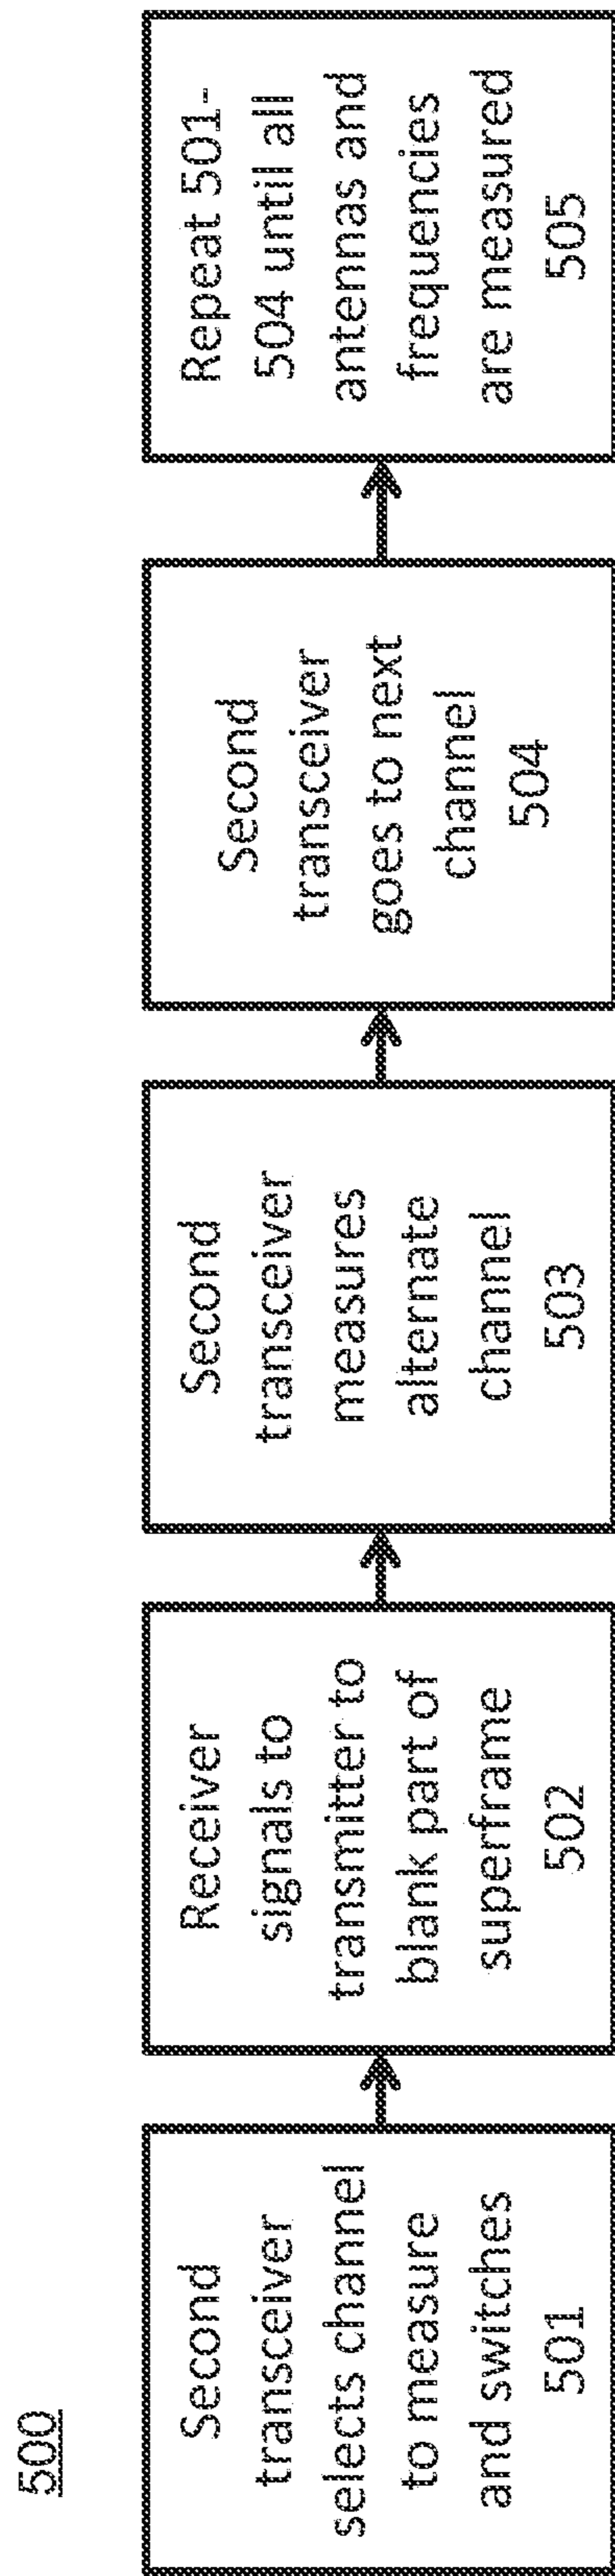 500
Second
transceiver
selects channel
to measure
and switches
501
Receiver
signals to
transmitter to
blank part of
superframe
502
Second
transceiver
measures
alternate
channel
503
Second
transceiver
goes to next
channel
504
Repeat 501-
504 until all
antennas and
frequencies
are measured
505